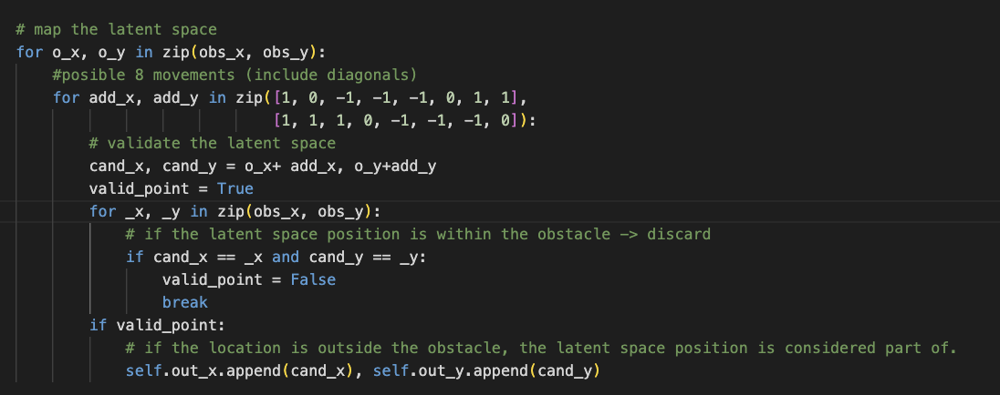 # map the latent space
for o_x, o_y in zip(obs_x, obs_y):
    #posible 8 movements (include diagonals)
    for add_x, add_y in zip([1, 0, -1, -1, -1, 0, 1, 1],
                            [1, 1, 1, 0, -1, -1, -1, 0]):
        # validate the latent space
        cand_x, cand_y = o_x+ add_x, o_y+add_y
        valid_point = True
        for _x, _y in zip(obs_x, obs_y):
            # if the latent space position is within the obstacle -> discard
            if cand_x == _x and cand_y == _y:
                valid_point = False
                break
        if valid_point:
            # if the location is outside the obstacle, the latent space position is considered part of.
            self.out_x.append(cand_x), self.out_y.append(cand_y)